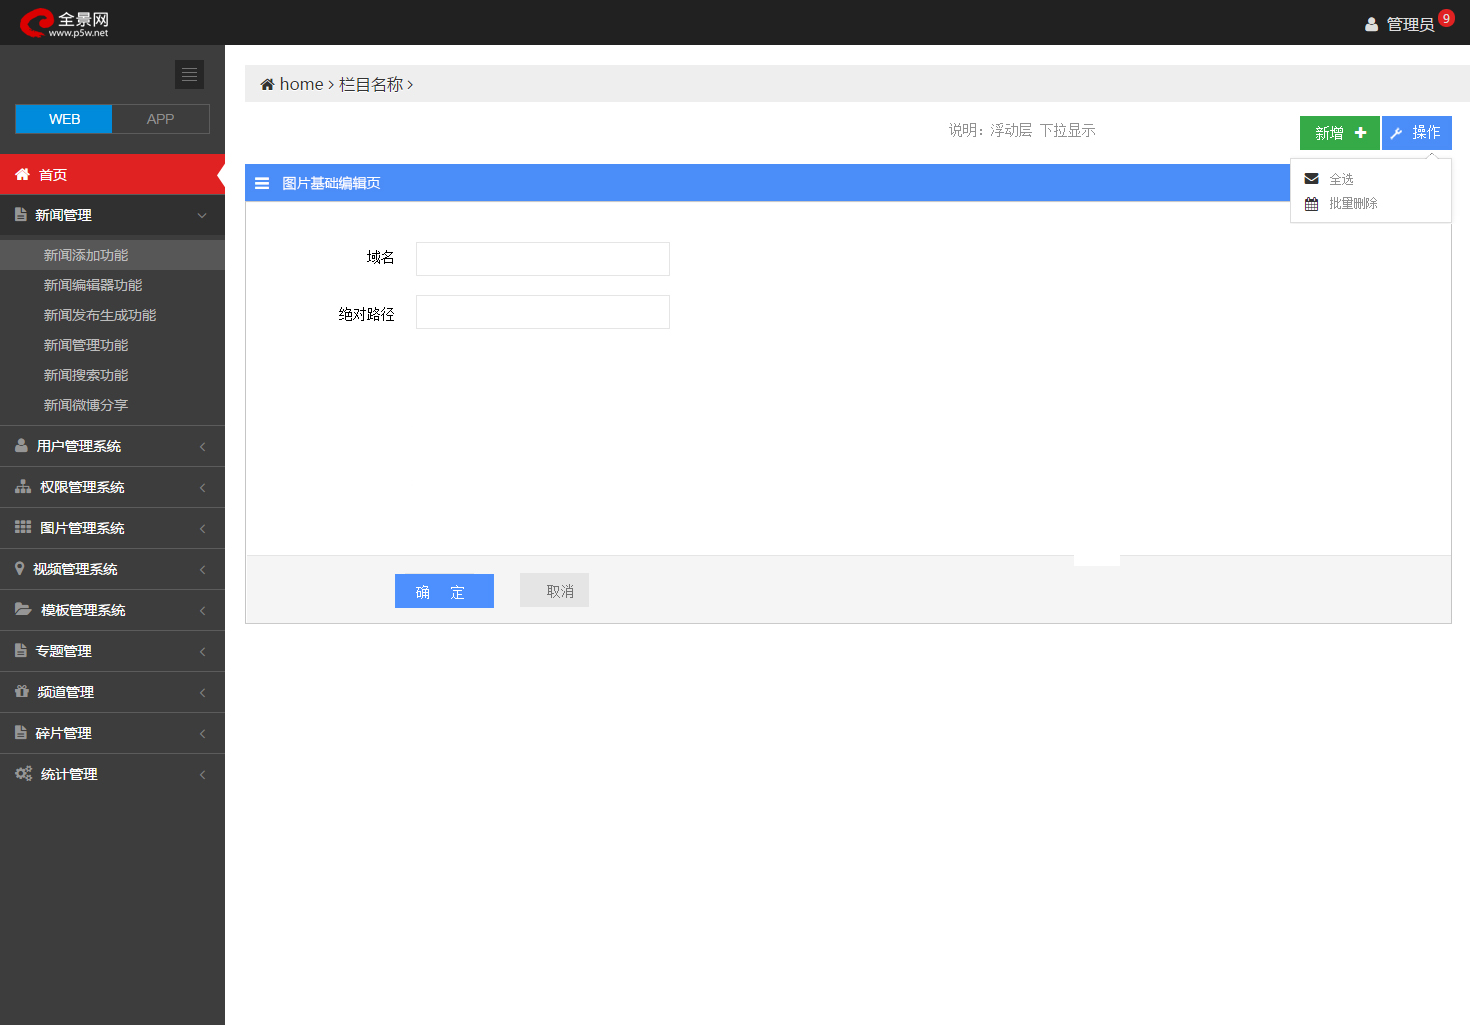 全景网
www.p5w.net
管理员 9
WEB APP
首页
新闻管理
新闻添加功能
新闻编辑器功能
新闻发布生成功能
新闻管理功能
新闻搜索功能
新闻微博分享
用户管理系统
权限管理系统
图片管理系统
视频管理系统
模板管理系统
专题管理
频道管理
碎片管理
统计管理
home > 栏目名称 >
说明：浮动层 下拉显示
新增 操作
全选
批量删除
图片基础编辑页
域名
绝对路径
确 定 取消